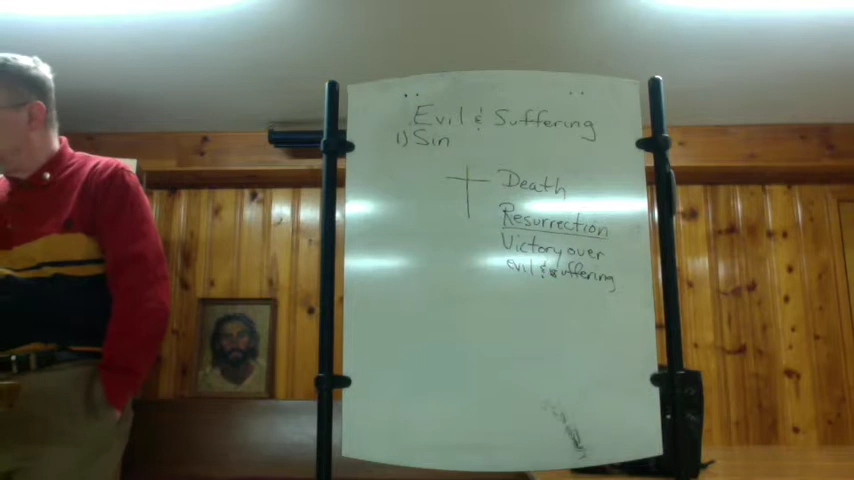 Evil & Suffering
1) Sin
Death
Resurrection
Victory over
evil & suffering